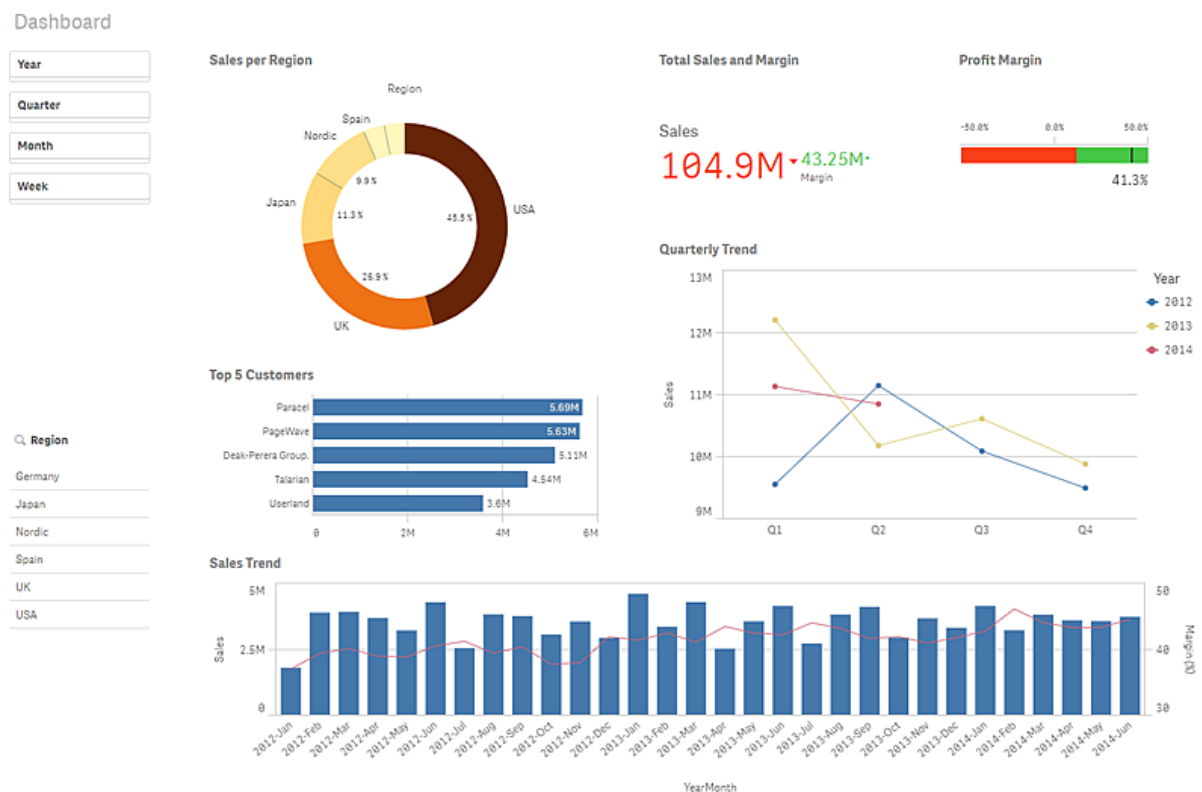 Dashboard
Year
Quarter
Month
Week
Region
Germany
Japan
Nordic
Spain
UK
USA
Sales per Region
Region
Spain
Nordic
Japan
UK
USA
9.9%
11.3%
26.9%
45.5%
Total Sales and Margin
Sales
104.9M
43.25M
Margin
Profit Margin
-50.0% 0.0% 50.0%
41.3%
Top 5 Customers
Paracel 5.69M
PageWave 5.63M
Deak-Perera Group. 5.11M
Talarian 4.54M
Userland 3.6M
0 2M 4M 6M
Quarterly Trend
Sales
13M
12M
11M
10M
9M
Q1 Q2 Q3 Q4
Year
2012
2013
2014
Sales Trend
Sales
5M
2.5M
0
50
40
30
Margin (%)
2012-Jan 2012-Feb 2012-Mar 2012-Apr 2012-May 2012-Jun 2012-Jul 2012-Aug 2012-Sep 2012-Oct 2012-Nov 2012-Dec 2013-Jan 2013-Feb 2013-Mar 2013-Apr 2013-May 2013-Jun 2013-Jul 2013-Aug 2013-Sep 2013-Oct 2013-Nov 2013-Dec 2014-Jan 2014-Feb 2014-Mar 2014-Apr 2014-May 2014-Jun
YearMonth